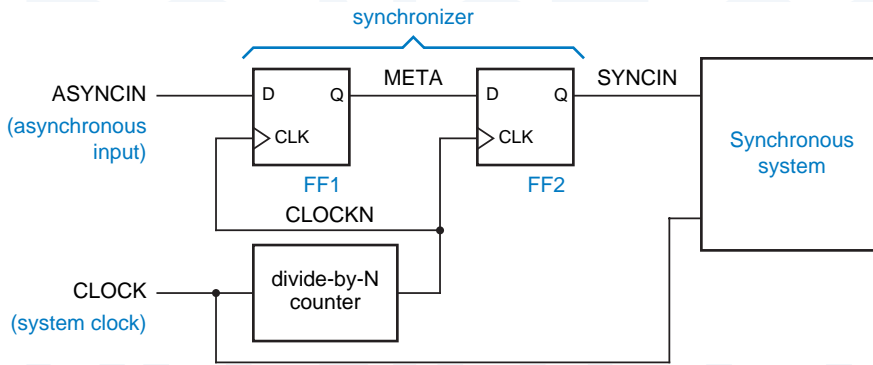 synchronizer
META
SYNCIN
ASYNCIN
(asynchronous
input)
D
Q
CLK
D
Q
CLK
Synchronous
system
FF1
FF2
CLOCKN
CLOCK
(system clock)
divide-by-N
counter